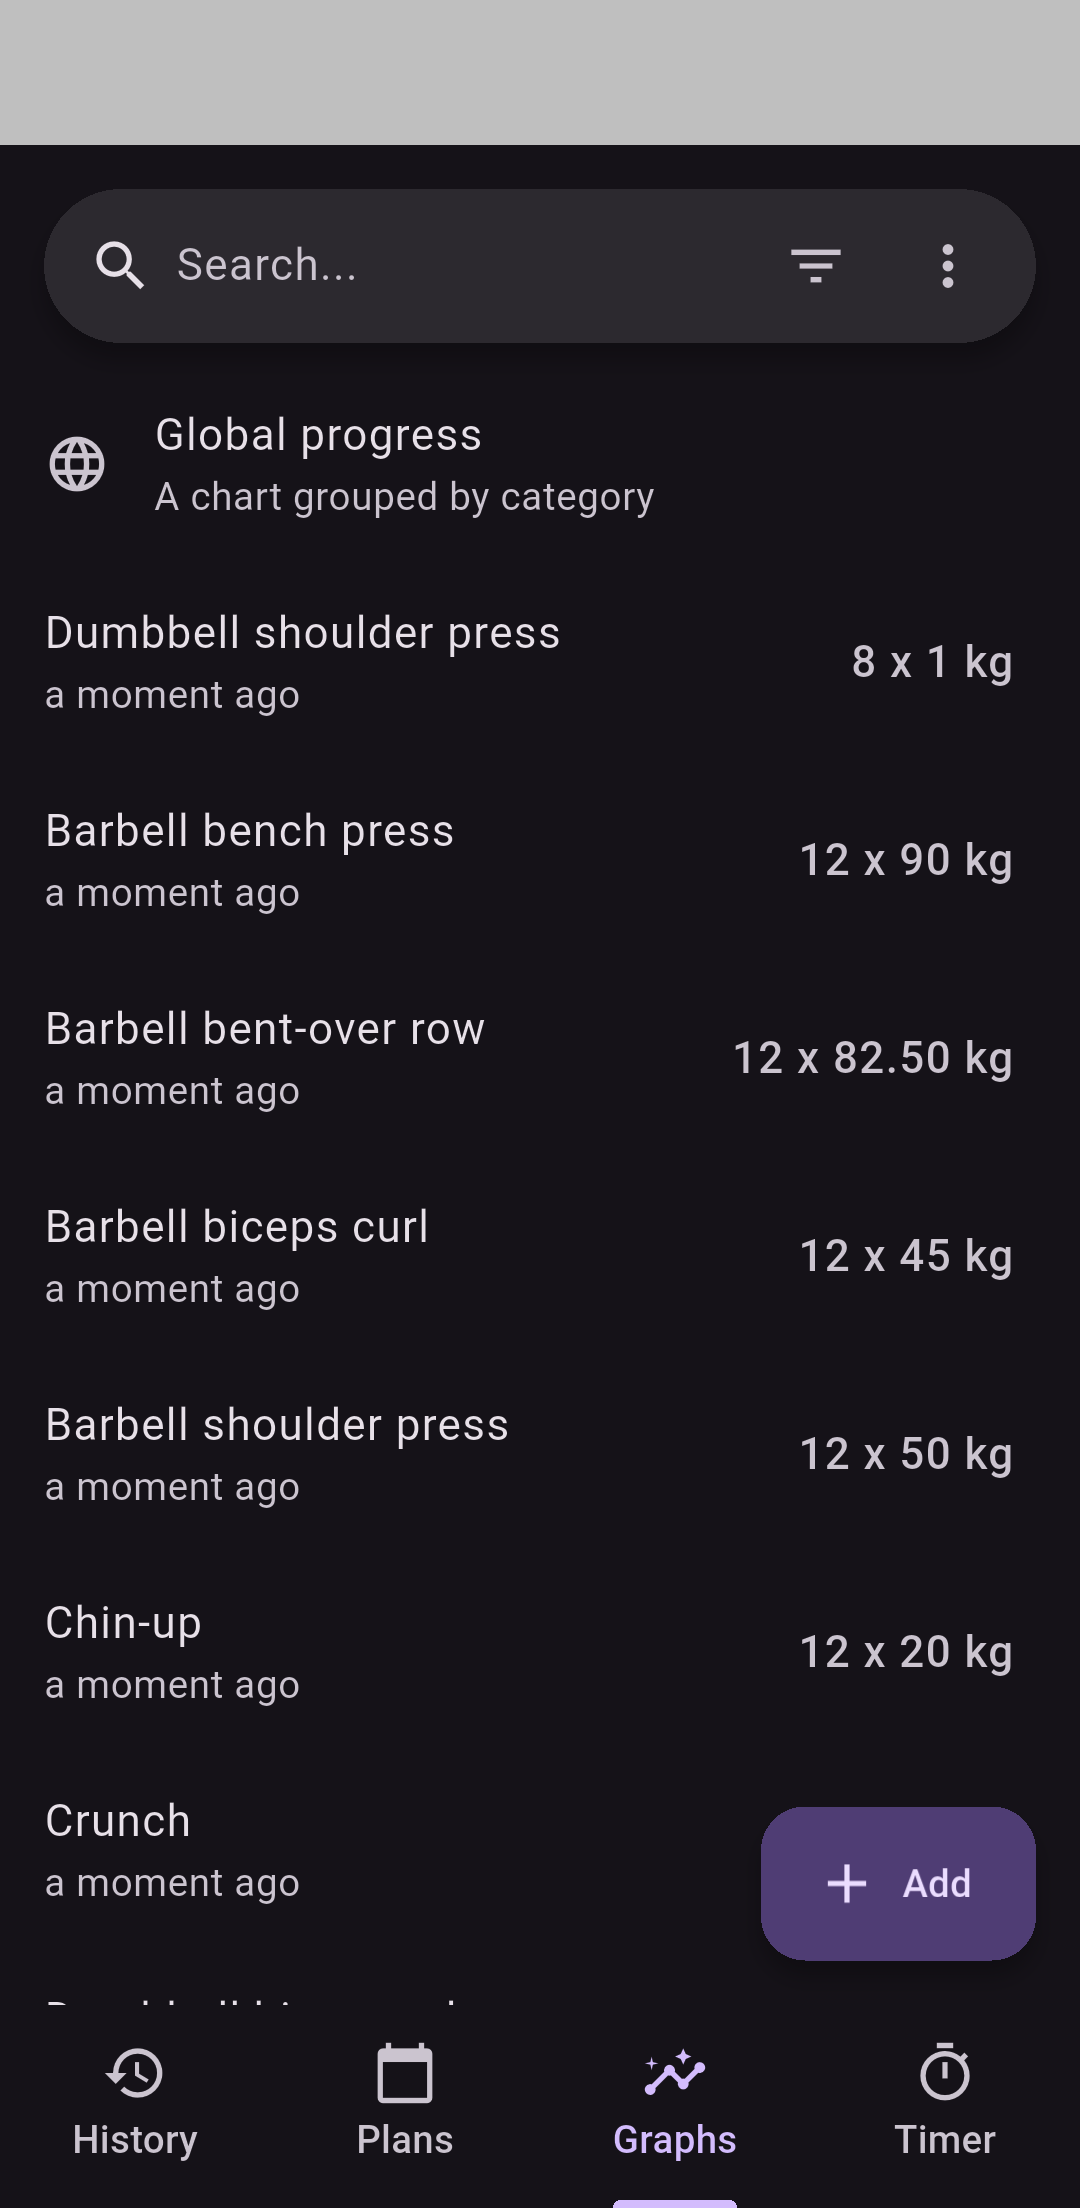 Search...
Global progress
A chart grouped by category
Dumbbell shoulder press
a moment ago
8 x 1 kg
Barbell bench press
a moment ago
12 x 90 kg
Barbell bent-over row
a moment ago
12 x 82.50 kg
Barbell biceps curl
a moment ago
12 x 45 kg
Barbell shoulder press
a moment ago
12 x 50 kg
Chin-up
a moment ago
12 x 20 kg
Crunch
a moment ago
Add
History
Plans
Graphs
Timer